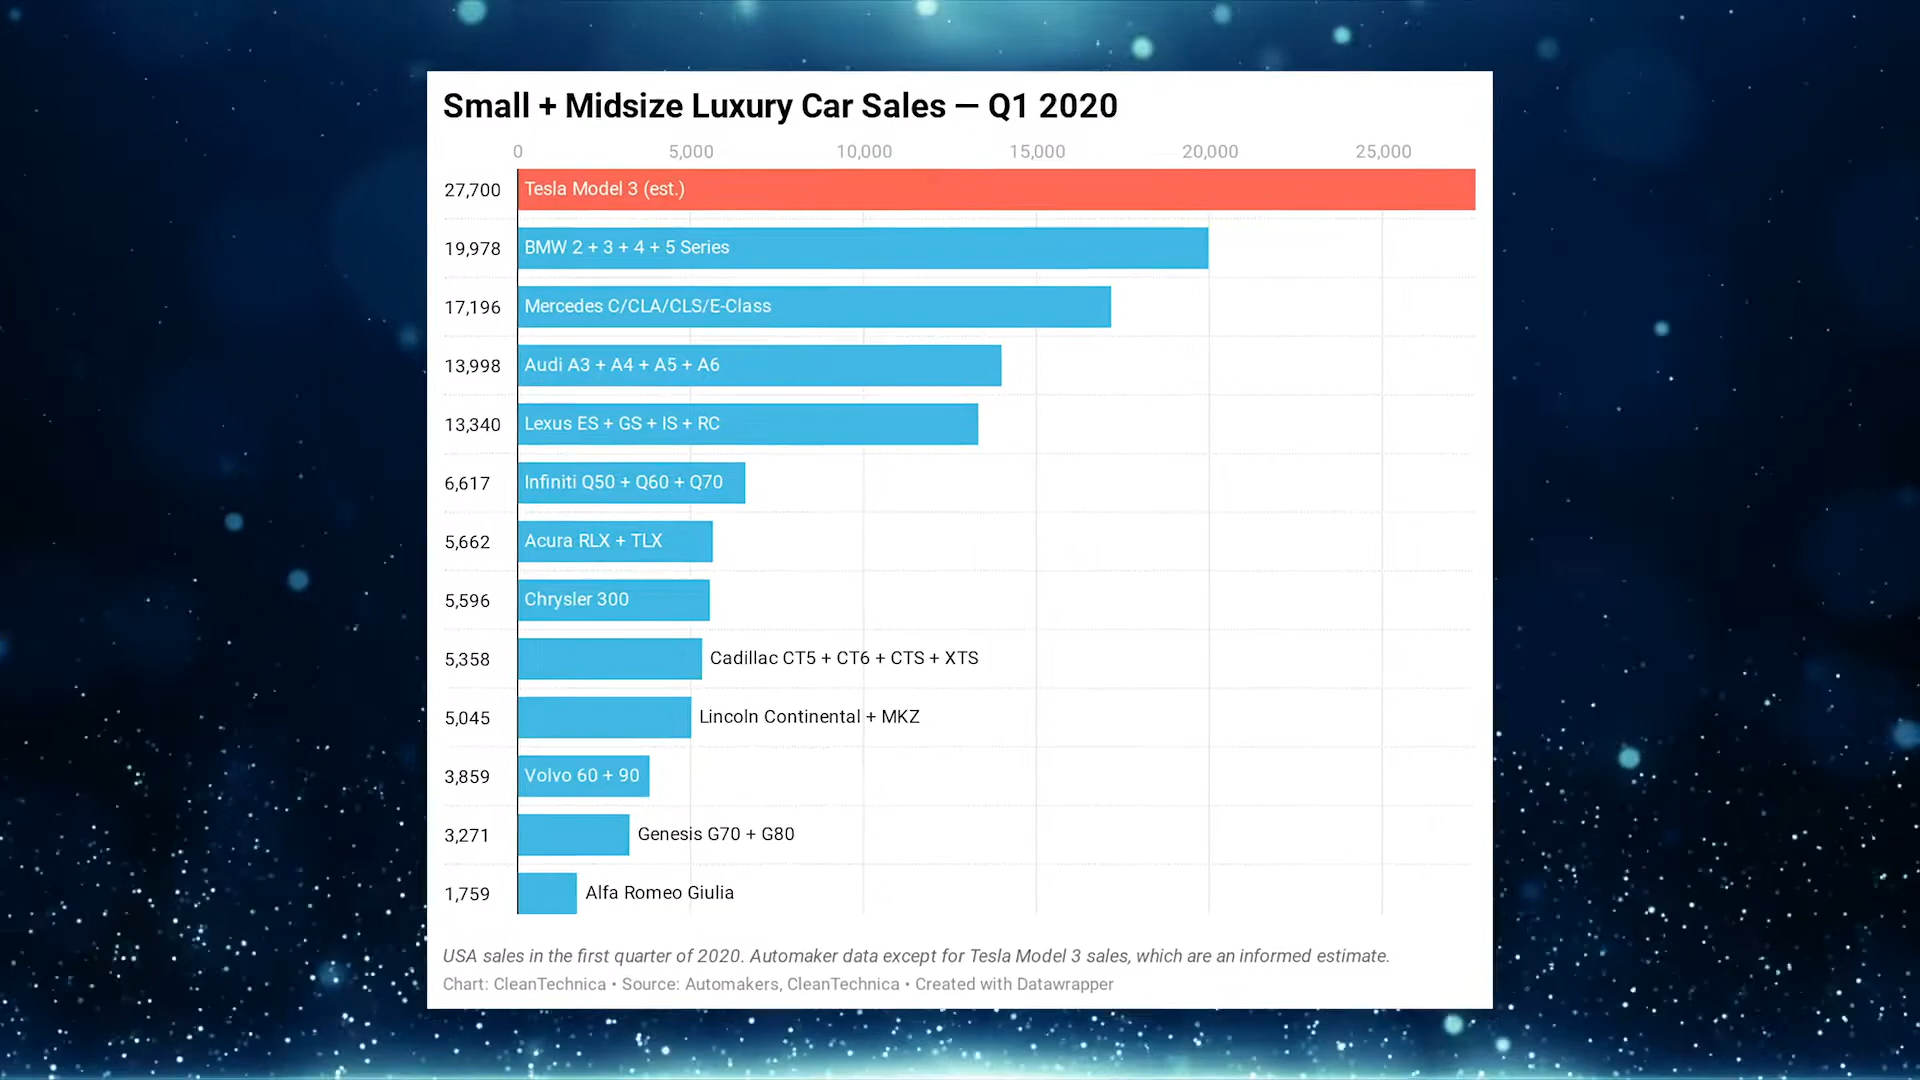 Small + Midsize Luxury Car Sales — Q1 2020
0 5,000 10,000 15,000 20,000 25,000
27,700 Tesla Model 3 (est.)
19,978 BMW 2 + 3 + 4 + 5 Series
17,196 Mercedes C/CLA/CLS/E-Class
13,998 Audi A3 + A4 + A5 + A6
13,340 Lexus ES + GS + IS + RC
6,617 Infiniti Q50 + Q60 + Q70
5,662 Acura RLX + TLX
5,596 Chrysler 300
5,358 Cadillac CT5 + CT6 + CTS + XTS
5,045 Lincoln Continental + MKZ
3,859 Volvo 60 + 90
3,271 Genesis G70 + G80
1,759 Alfa Romeo Giulia
USA sales in the first quarter of 2020. Automaker data except for Tesla Model 3 sales, which are an informed estimate.
Chart: CleanTechnica • Source: Automakers, CleanTechnica • Created with Datawrapper